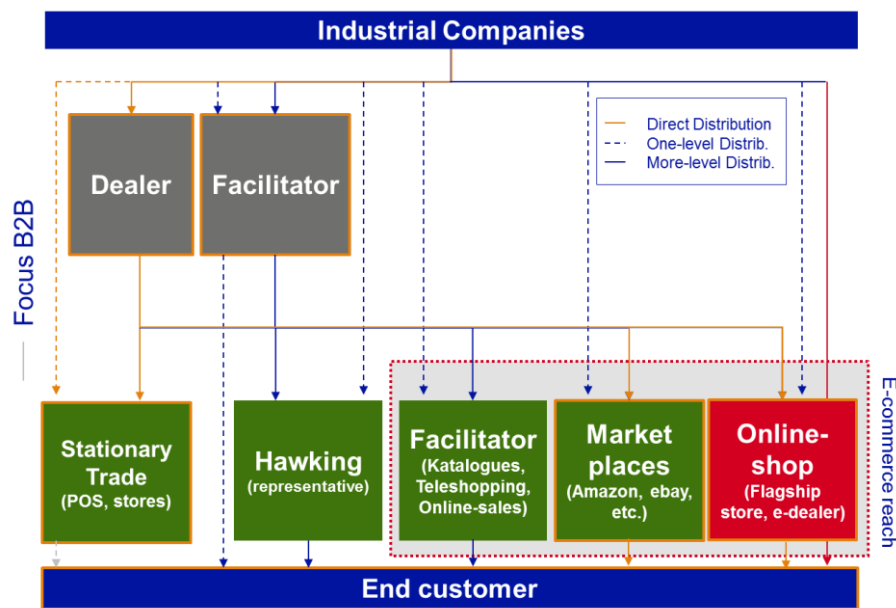 Industrial Companies
Direct Distribution
One-level Distrib.
More-level Distrib.
Dealer
Facilitator
Focus B2B
Stationary
Trade
(POS, stores)
Hawking
(representative)
Facilitator
(Katalogues,
Teleshopping,
Online-sales)
Market
places
(Amazon, ebay,
etc.)
Online-
shop
(Flagship
store, e-dealer)
E-commerce reach
End customer